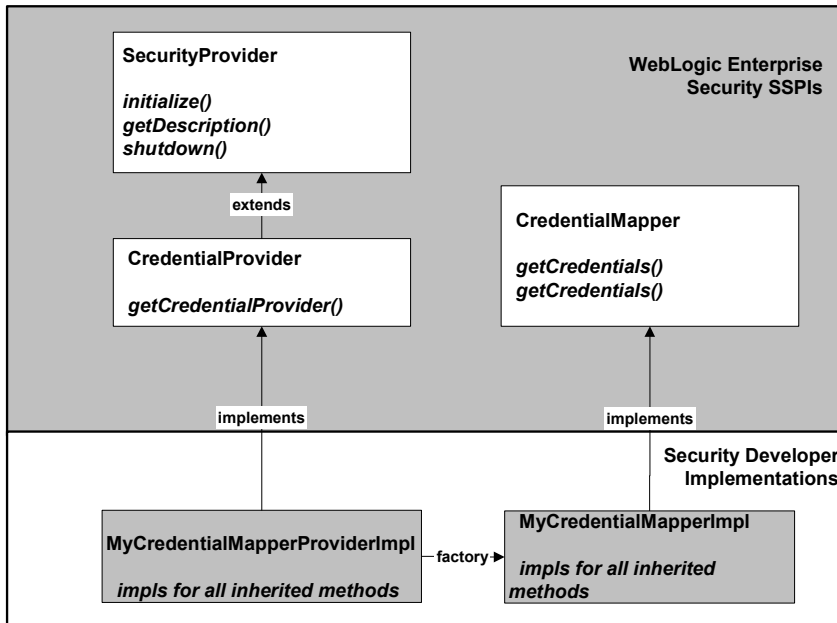 SecurityProvider
initialize()
getDescription()
shutdown()
WebLogic Enterprise
Security SSPIs
extends
CredentialProvider
getCredentialProvider()
CredentialMapper
getCredentials()
getCredentials()
implements
implements
Security Developer
Implementations
MyCredentialMapperProviderImpl
impls for all inherited methods
factory
MyCredentialMapperImpl
impls for all inherited
methods